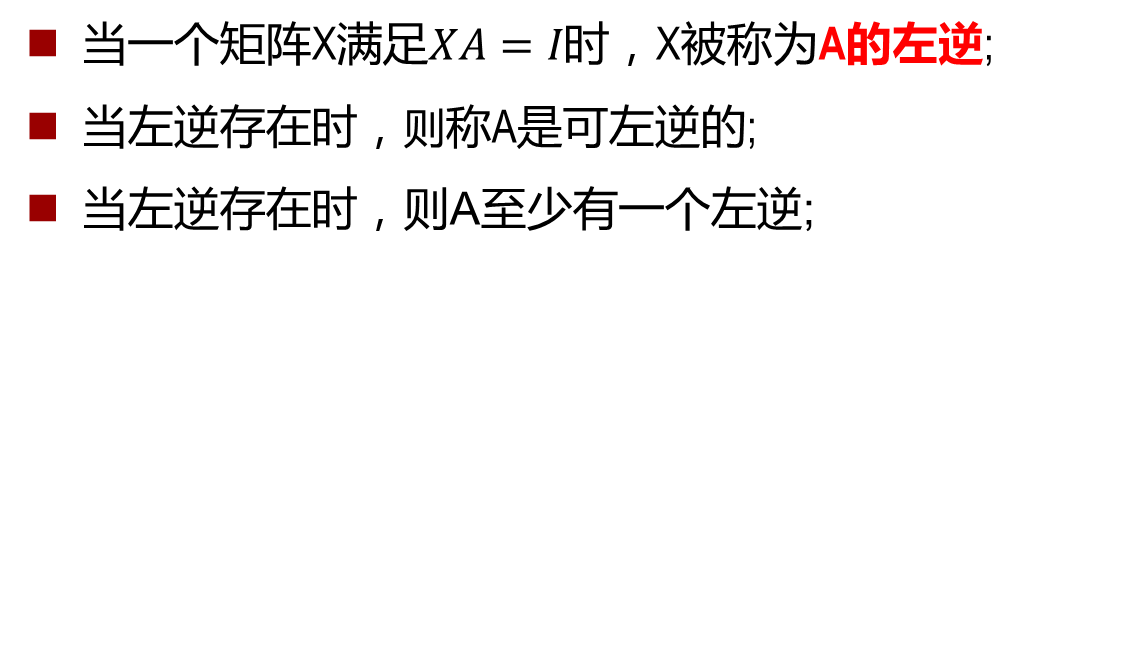 当一个矩阵X满足XA = I时，X被称为A的左逆;
当左逆存在时，则称A是可左逆的;
当左逆存在时，则A至少有一个左逆;